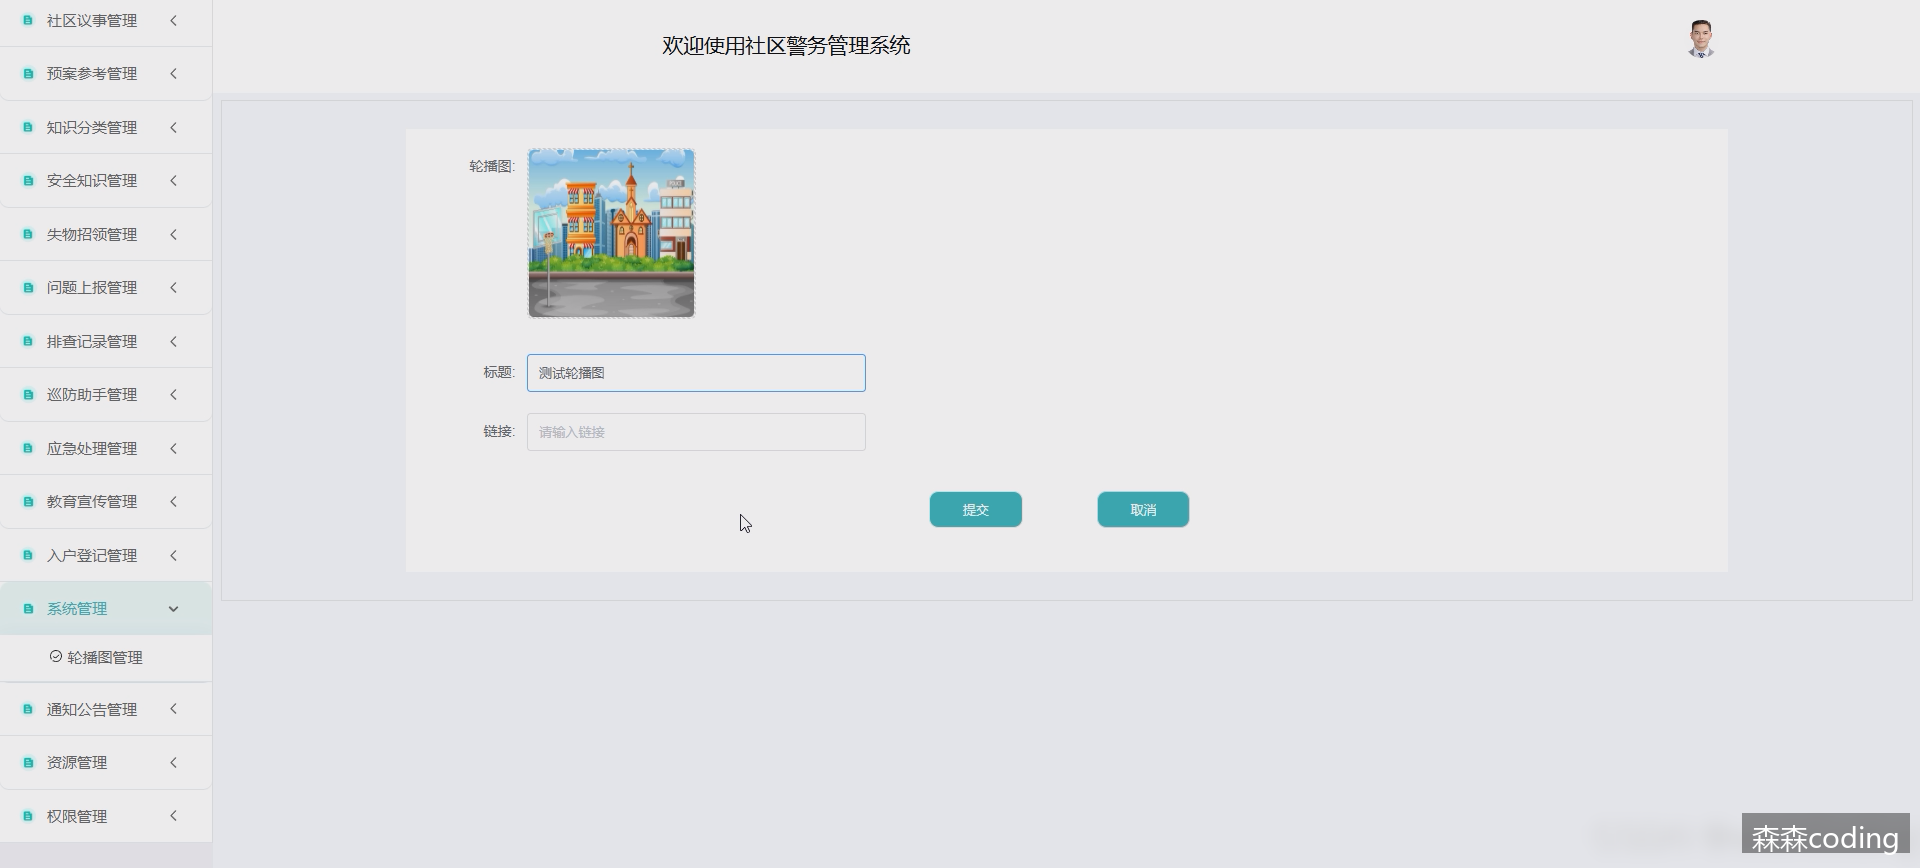 社区议事管理
预案参考管理
知识分类管理
安全知识管理
失物招领管理
问题上报管理
排查记录管理
巡防助手管理
应急处理管理
教育宣传管理
入户登记管理
系统管理
轮播图管理
通知公告管理
资源管理
权限管理
欢迎使用社区警务管理系统
轮播图:
POLICE
标题:
测试轮播图
链接:
请输入链接
提交
取消
森森coding